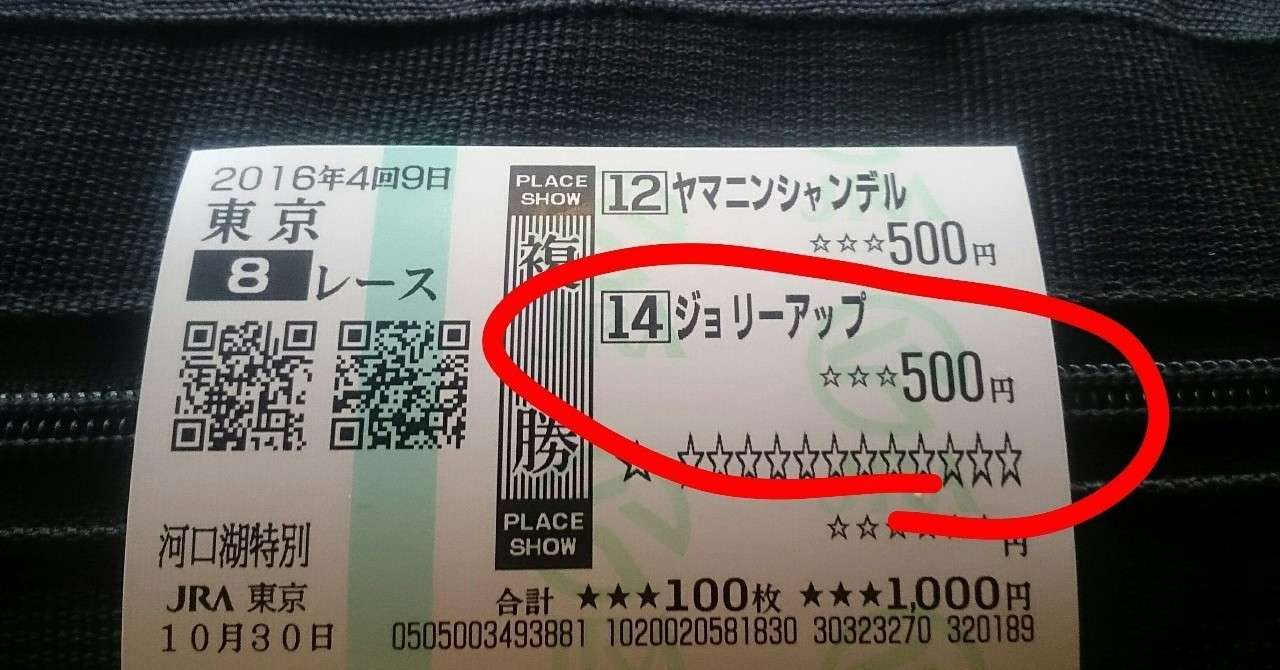 2016年4回9日
東京
8レース
河口湖特別
JRA 東京
10月30日
PLACE
SHOW
複勝
PLACE
SHOW
12 ヤマニンシャンデル
☆☆☆500円
14 ジョリーアップ
☆☆☆500円
☆ ☆☆☆☆☆☆☆☆☆☆☆☆
☆☆☆☆☆☆円
合計 ★★★100枚 ★★★1,000円
0505003493881 1020020581830 30323270 320189